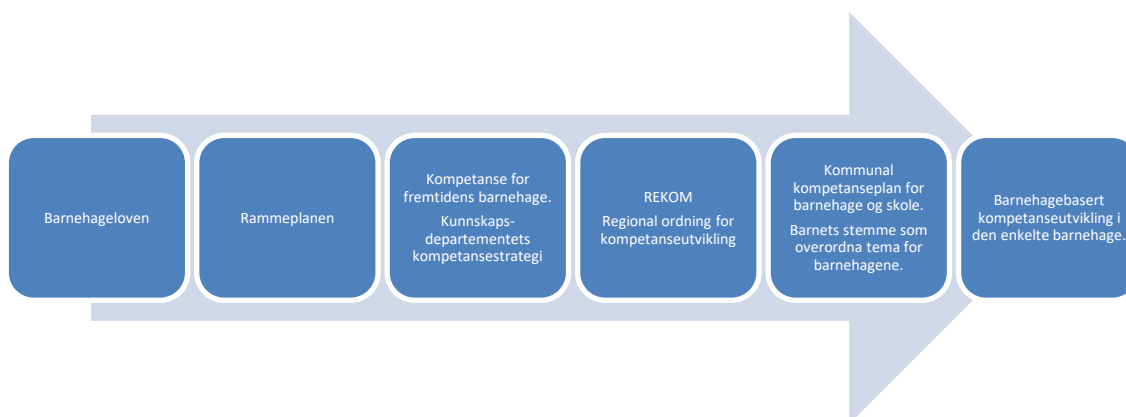 Barnehageloven
Rammeplanen
Kompetanse for
fremtidens barnehage.
Kunnskaps-
departementets
kompetansestrategi
REKOM
Regional ordning for
kompetanseutvikling
Kommunal
kompetanseplan for
barnehage og skole.
Barnets stemme som
overordna tema for
barnehagene.
Barnehagebasert
kompetanseutvikling i
den enkelte barnehage.